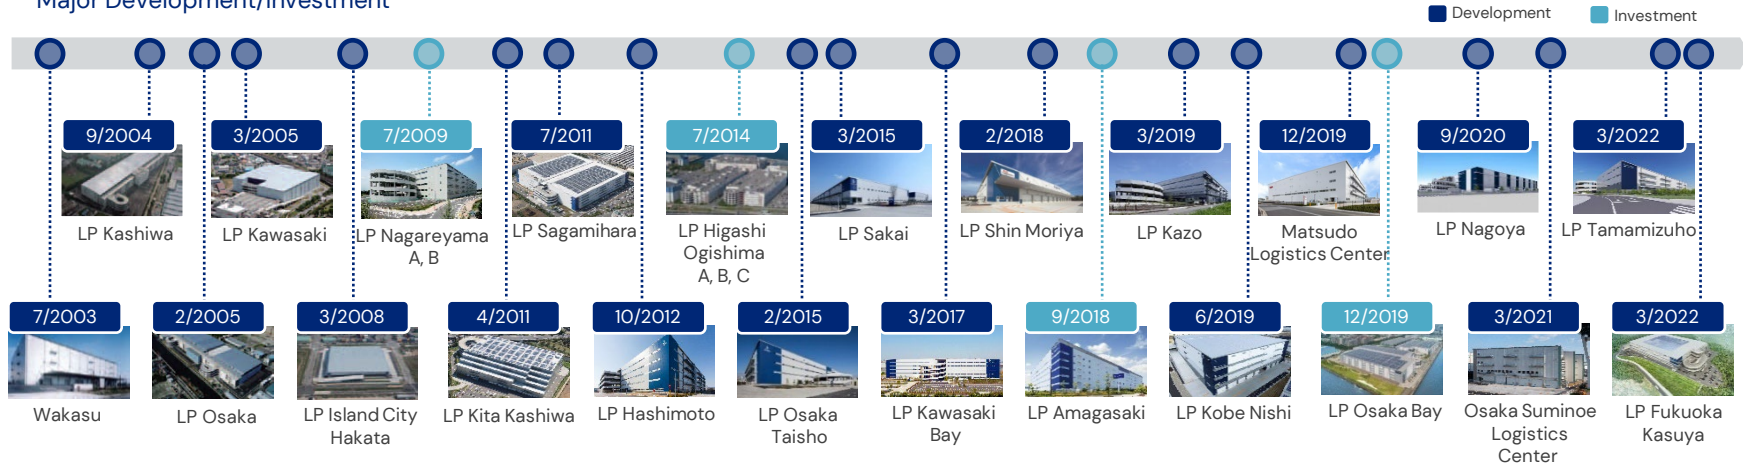 Major Development/Investment
Development
Investment
9/2004
3/2005
7/2009
7/2011
7/2014
3/2015
2/2018
3/2019
12/2019
9/2020
3/2022
LP Kashiwa
LP Kawasaki
LP Nagareyama
A, B
LP Sagamihara
LP Higashi
Ogishima
A, B, C
LP Sakai
LP Shin Moriya
LP Kazo
Matsudo
Logistics Center
LP Nagoya
LP Tamamizuho
7/2003
2/2005
3/2008
4/2011
10/2012
2/2015
3/2017
9/2018
6/2019
12/2019
3/2021
3/2022
Wakasu
LP Osaka
LP Island City
Hakata
LP Kita Kashiwa
LP Hashimoto
LP Osaka
Taisho
LP Kawasaki
Bay
LP Amagasaki
LP Kobe Nishi
LP Osaka Bay
Osaka Suminoe
Logistics
Center
LP Fukuoka
Kasuya